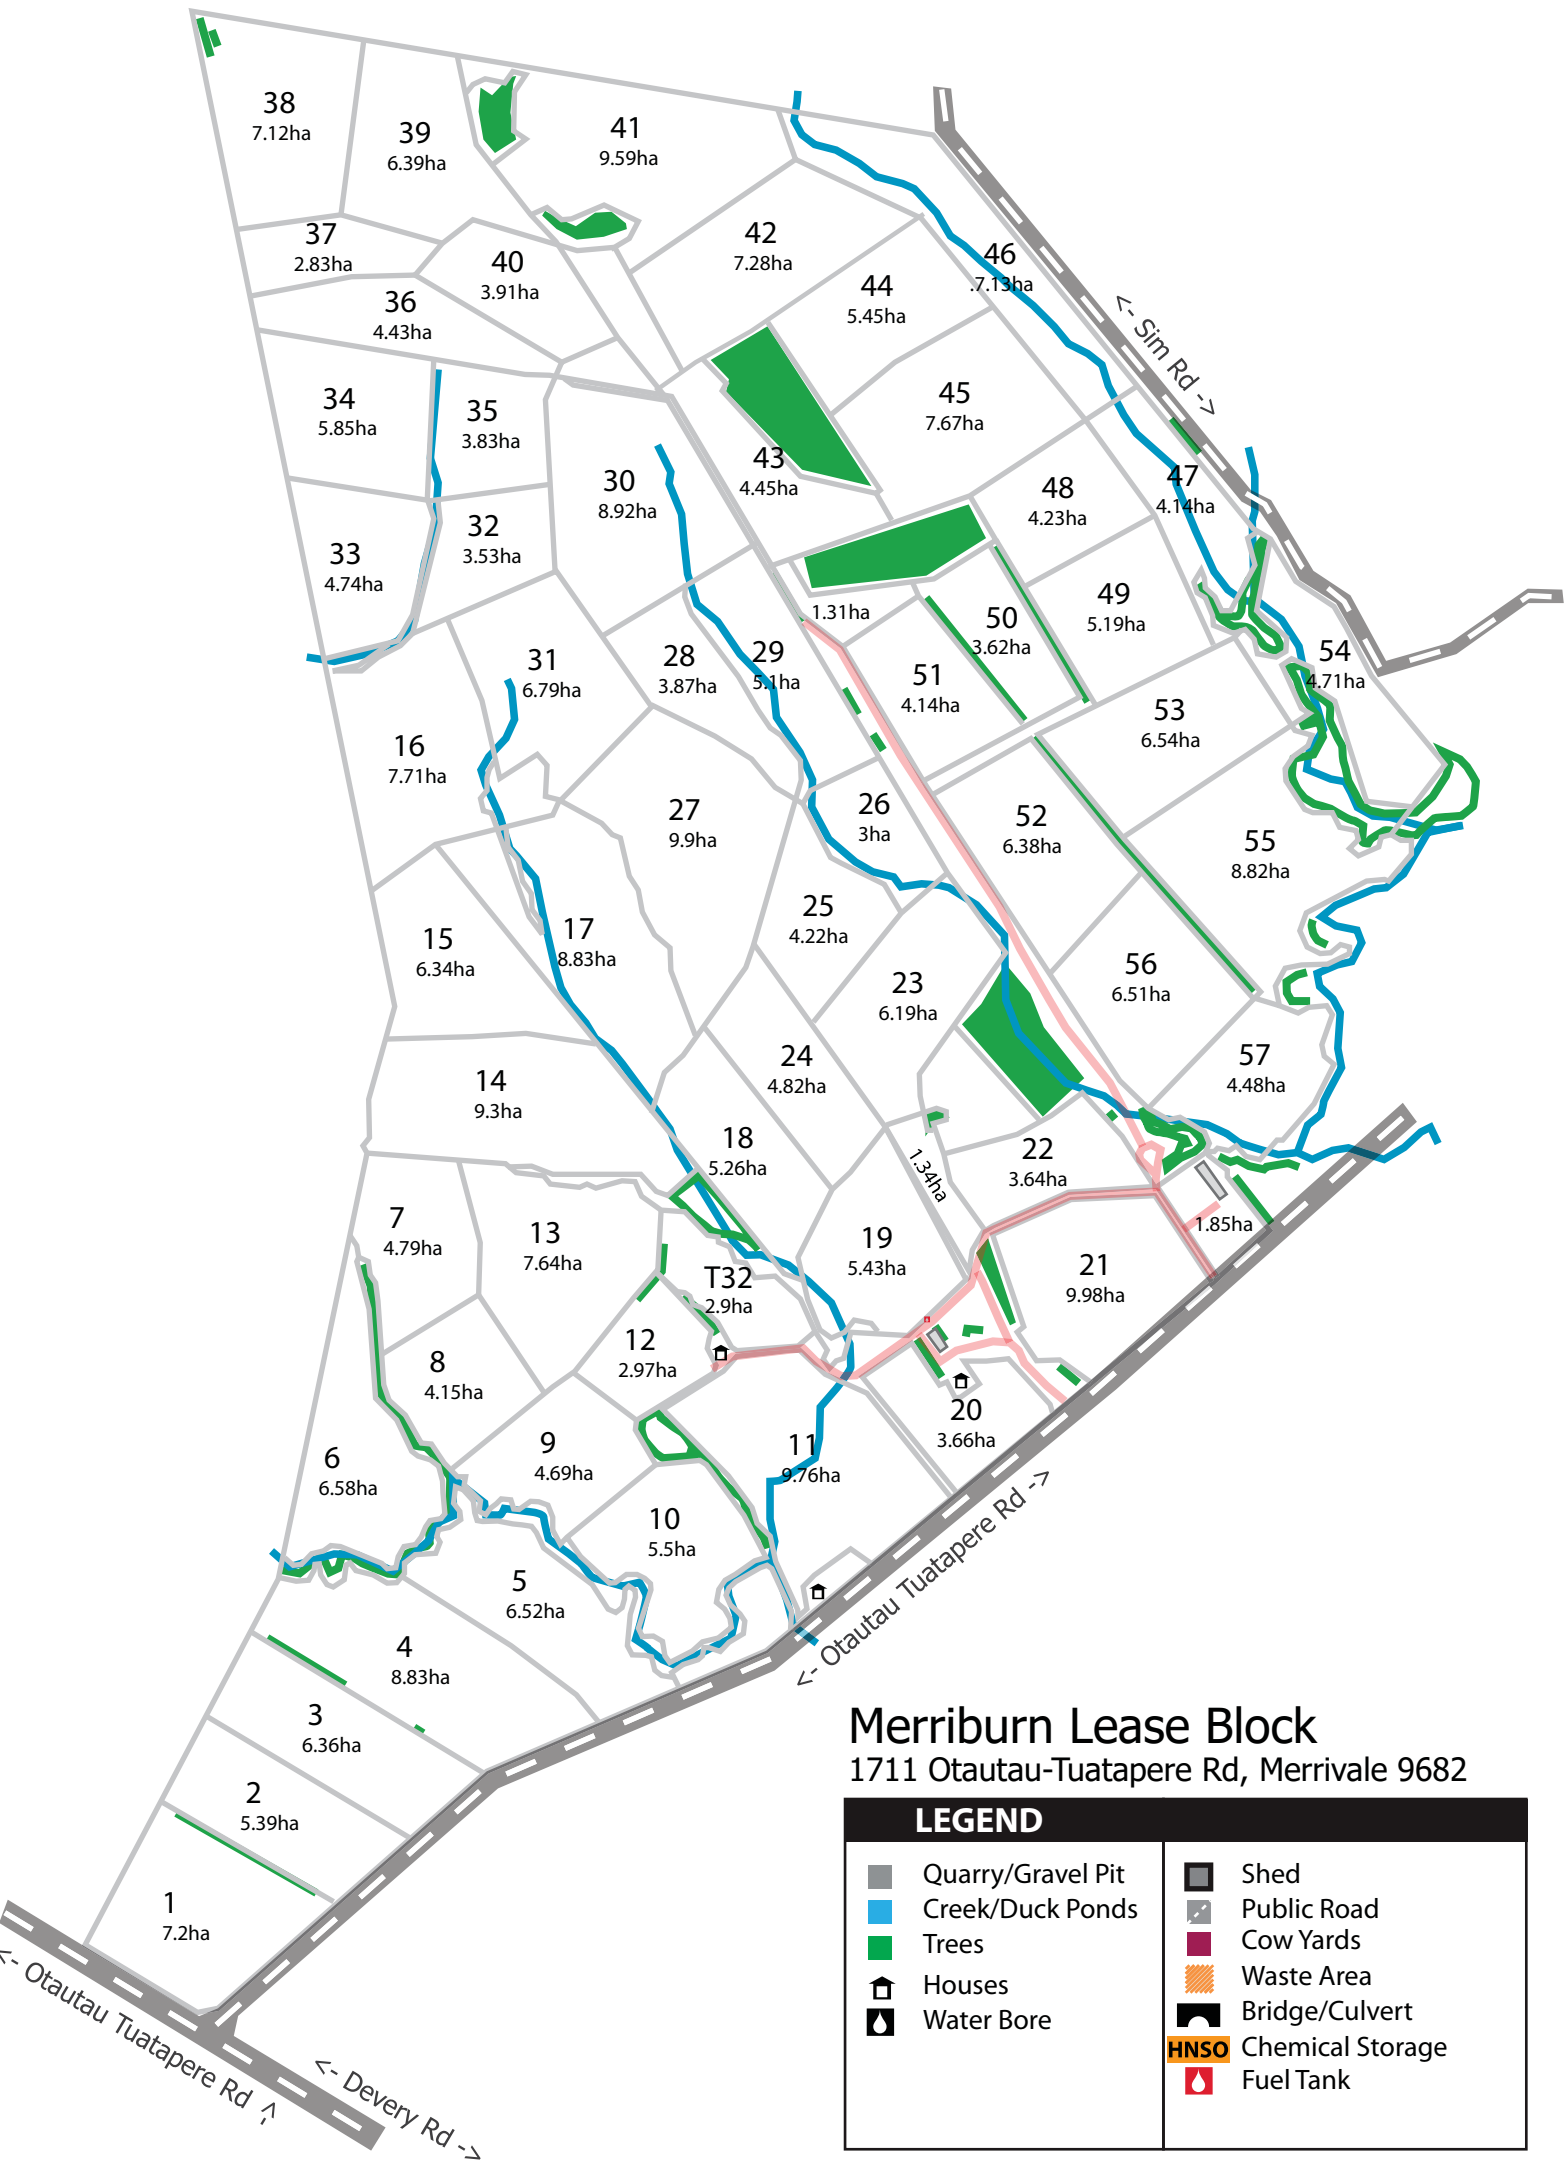 38
7.12ha
39
6.39ha
41
9.59ha
37
2.83ha
40
3.91ha
36
4.43ha
42
7.28ha
44
5.45ha
46
.7.13ha
<- Sim Rd ->
34
5.85ha
35
3.83ha
30
8.92ha
43
4.45ha
45
7.67ha
48
4.23ha
47
4.14ha
33
4.74ha
32
3.53ha
1.31ha
50
3.62ha
49
5.19ha
54
4.71ha
31
6.79ha
28
3.87ha
29
5.1ha
51
4.14ha
53
6.54ha
16
7.71ha
27
9.9ha
26
3ha
52
6.38ha
55
8.82ha
15
6.34ha
17
8.83ha
25
4.22ha
23
6.19ha
56
6.51ha
14
9.3ha
24
4.82ha
57
4.48ha
18
5.26ha
1.34ha
22
3.64ha
1.85ha
7
4.79ha
13
7.64ha
T32
2.9ha
19
5.43ha
21
9.98ha
8
4.15ha
12
2.97ha
20
3.66ha
6
6.58ha
9
4.69ha
11
9.76ha
10
5.5ha
5
6.52ha
<- Otautau Tuatapere Rd ->
4
8.83ha
3
6.36ha
2
5.39ha
1
7.2ha
<- Otautau Tuatapere Rd ->
<- Devery Rd ->
Merriburn Lease Block
1711 Otautau-Tuatapere Rd, Merrivale 9682
LEGEND
Quarry/Gravel Pit
Creek/Duck Ponds
Trees
Houses
Water Bore
Shed
Public Road
Cow Yards
Waste Area
Bridge/Culvert
HNSO Chemical Storage
Fuel Tank